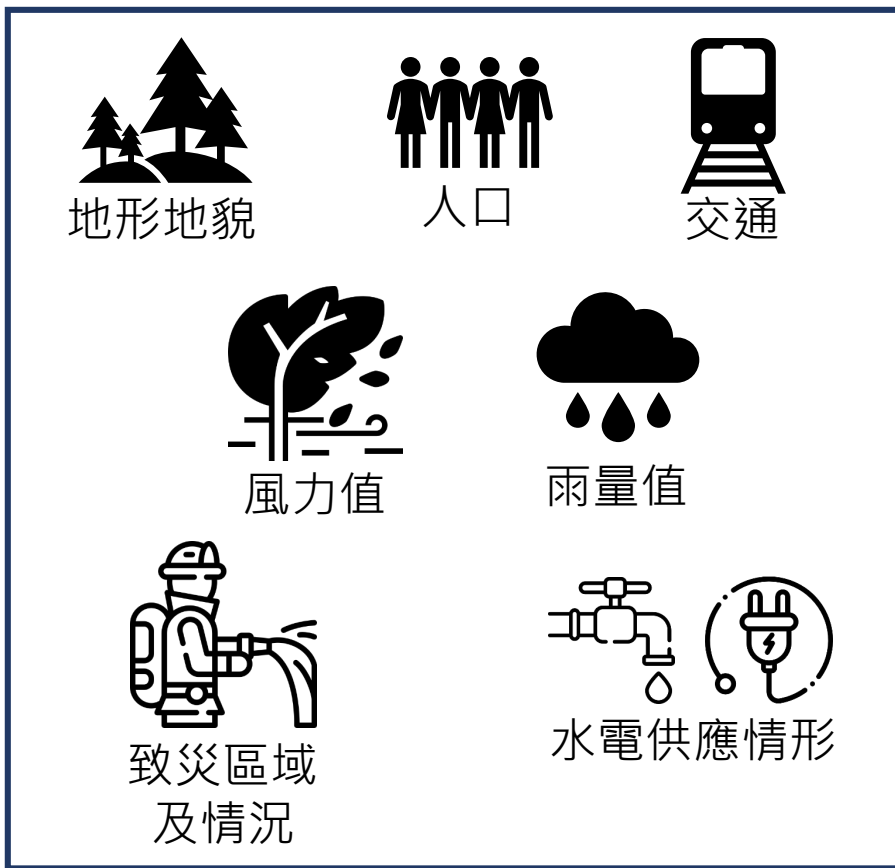 地形地貌
人口
交通
風力值
雨量值
致災區域
及情況
水電供應情形